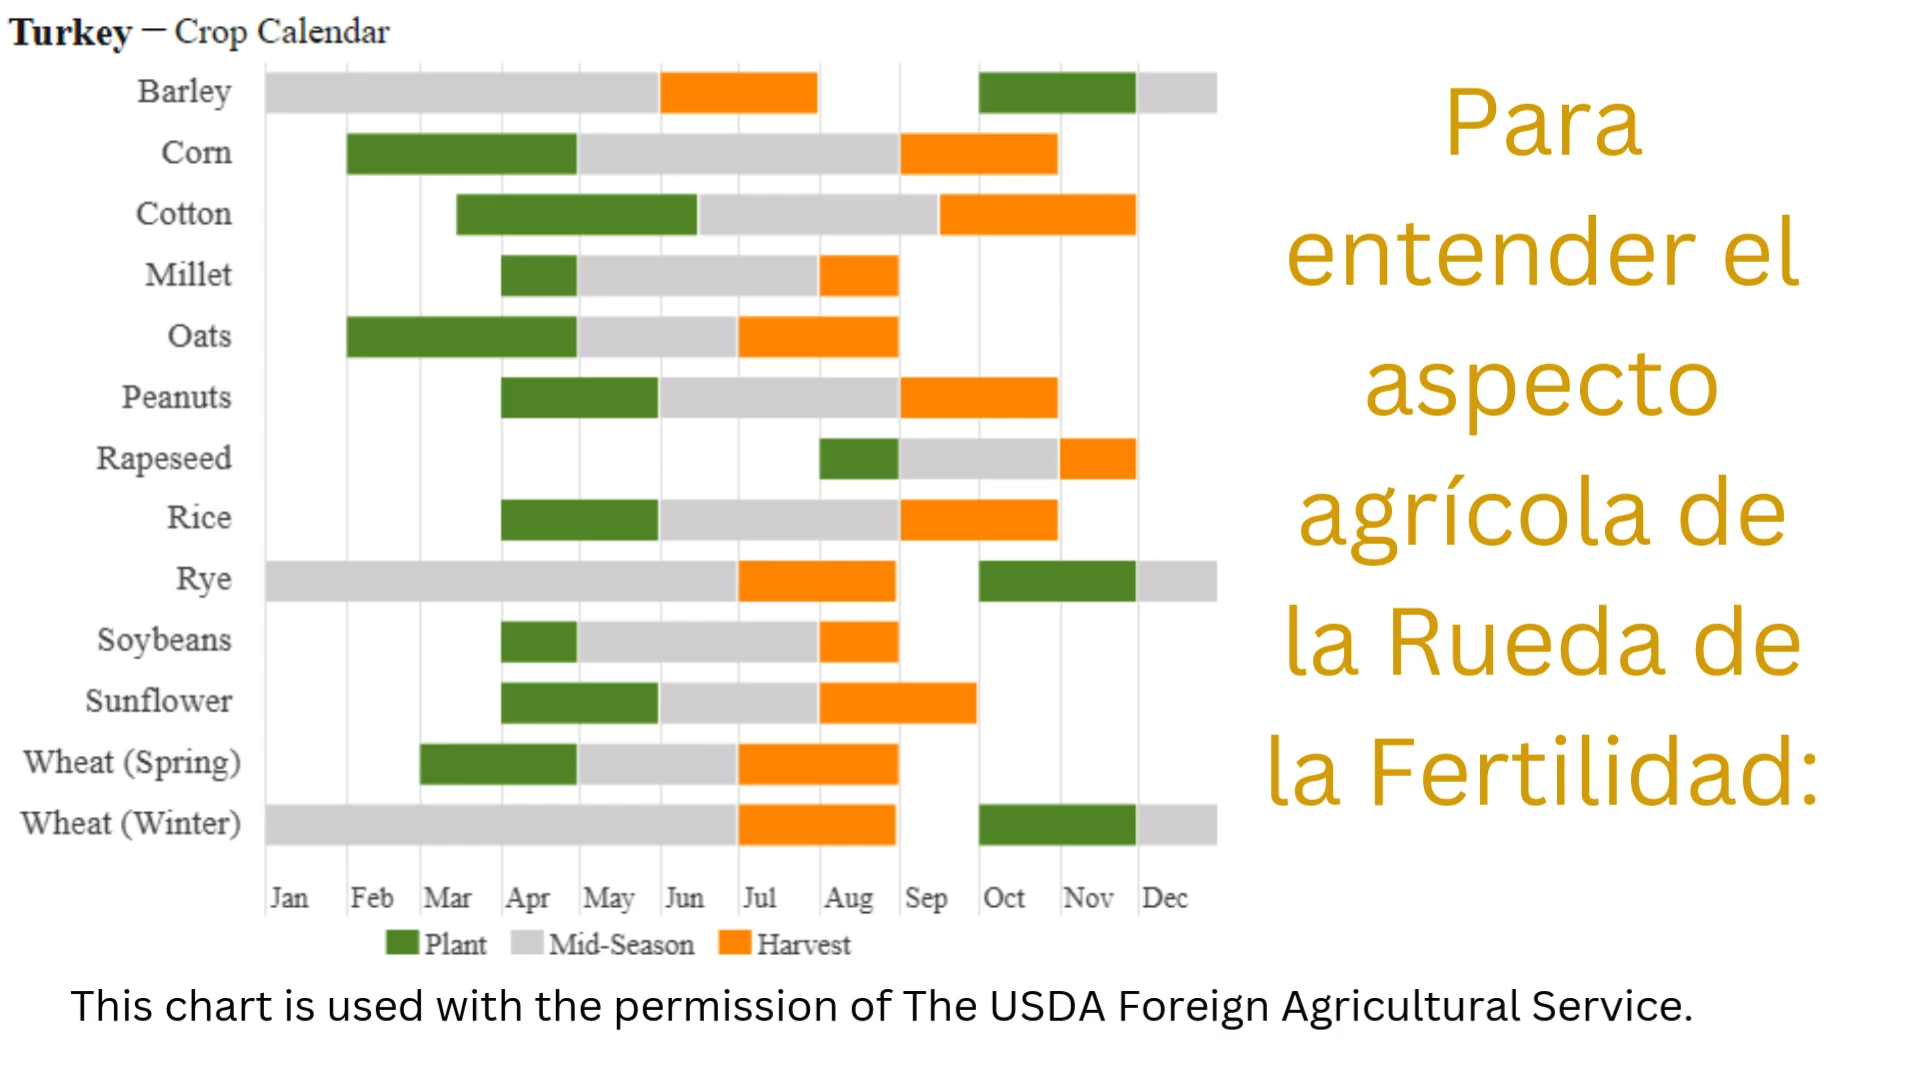 Turkey — Crop Calendar
Barley
Corn
Cotton
Millet
Oats
Peanuts
Rapeseed
Rice
Rye
Soybeans
Sunflower
Wheat (Spring)
Wheat (Winter)
Jan Feb Mar Apr May Jun Jul Aug Sep Oct Nov Dec
Plant Mid-Season Harvest
Para
entender el
aspecto
agrícola de
la Rueda de
la Fertilidad:
This chart is used with the permission of The USDA Foreign Agricultural Service.